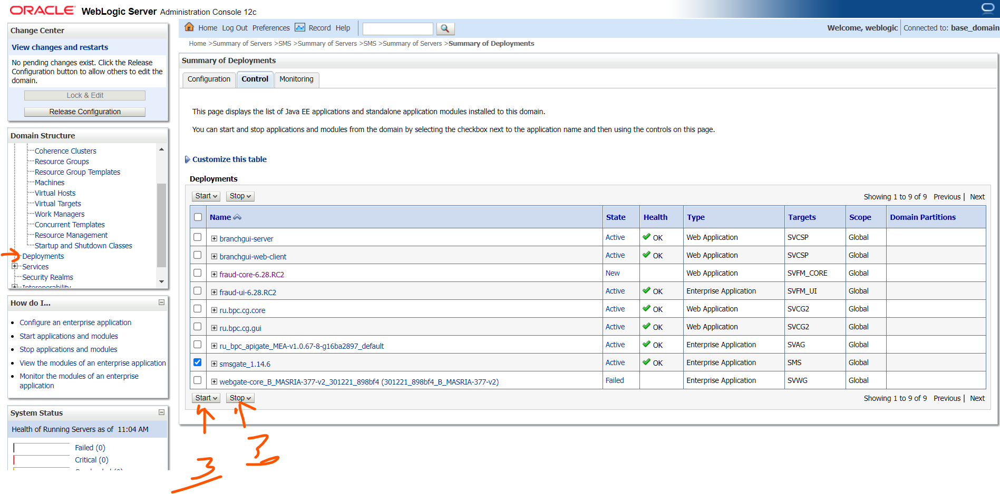 ORACLE WebLogic Server Administration Console 12c
Change Center
View changes and restarts
No pending changes exist. Click the Release
Configuration button to allow others to edit the
domain.
Lock & Edit
Release Configuration
Domain Structure
Coherence Clusters
Resource Groups
Resource Group Templates
Machines
Virtual Hosts
Virtual Targets
Work Managers
Concurrent Templates
Resource Management
Startup and Shutdown Classes
Deployments
Services
Security Realms
Interoperability
How do I...
Configure an enterprise application
Start applications and modules
Stop applications and modules
View the modules of an enterprise application
Monitor the modules of an enterprise
application
System Status
Health of Running Servers as of 11:04 AM
Failed (0)
Critical (0)
Home Log Out Preferences Record Help
Welcome, weblogic Connected to: base_domain
Home >Summary of Servers >SMS >Summary of Servers >SMS >Summary of Servers >Summary of Deployments
Summary of Deployments
Configuration Control Monitoring
This page displays the list of Java EE applications and standalone application modules installed to this domain.
You can start and stop applications and modules from the domain by selecting the checkbox next to the application name and then using the controls on this page.
Customize this table
Deployments
Start Stop Showing 1 to 9 of 9 Previous | Next
Name State Health Type Targets Scope Domain Partitions
branchgui-server Active OK Web Application SVCSP Global
branchgui-web-client Active OK Web Application SVCSP Global
fraud-core-6.28.RC2 New Web Application SVFM_CORE Global
fraud-ui-6.28.RC2 Active OK Enterprise Application SVFM_UI Global
ru.bpc.cg.core Active OK Web Application SVCG2 Global
ru.bpc.cg.gui Active OK Web Application SVCG2 Global
ru_bpc_apigate_MEA-v1.0.67-8-g16ba2897_default Active OK Enterprise Application SVAG Global
smsgate_1.14.6 Active OK Enterprise Application SMS Global
webgate-core_B_MASRIA-377-v2_301221_898bf4 (301221_898bf4_B_MASRIA-377-v2) Failed Enterprise Application SVWG Global
Start Stop Showing 1 to 9 of 9 Previous | Next
3